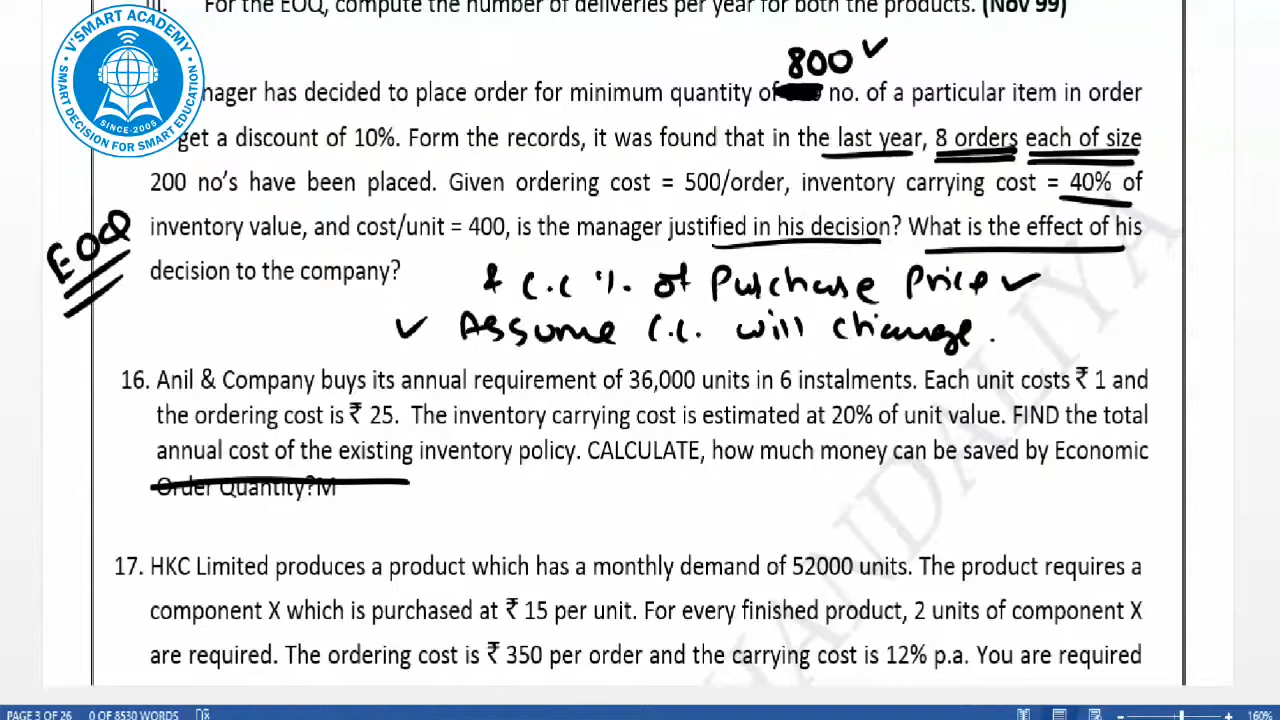 iii. For the EOQ, compute the number of deliveries per year for both the products. (Nov 99)
V'SMART ACADEMY
SMART DECISION FOR SMART EDUCATION
SINCE-2005
800 ✓
nager has decided to place order for minimum quantity of no. of a particular item in order
get a discount of 10%. Form the records, it was found that in the last year, 8 orders each of size
200 no's have been placed. Given ordering cost = 500/order, inventory carrying cost = 40% of
inventory value, and cost/unit = 400, is the manager justified in his decision? What is the effect of his
EOQ
decision to the company?
& C.C %. of Purchase Price ✓
✓ Assume C.C. will change.
16. Anil & Company buys its annual requirement of 36,000 units in 6 instalments. Each unit costs ₹ 1 and
the ordering cost is ₹ 25. The inventory carrying cost is estimated at 20% of unit value. FIND the total
annual cost of the existing inventory policy. CALCULATE, how much money can be saved by Economic
Order Quantity?M
17. HKC Limited produces a product which has a monthly demand of 52000 units. The product requires a
component X which is purchased at ₹ 15 per unit. For every finished product, 2 units of component X
are required. The ordering cost is ₹ 350 per order and the carrying cost is 12% p.a. You are required
PAGE 3 OF 26 0 OF 8530 WORDS 160%